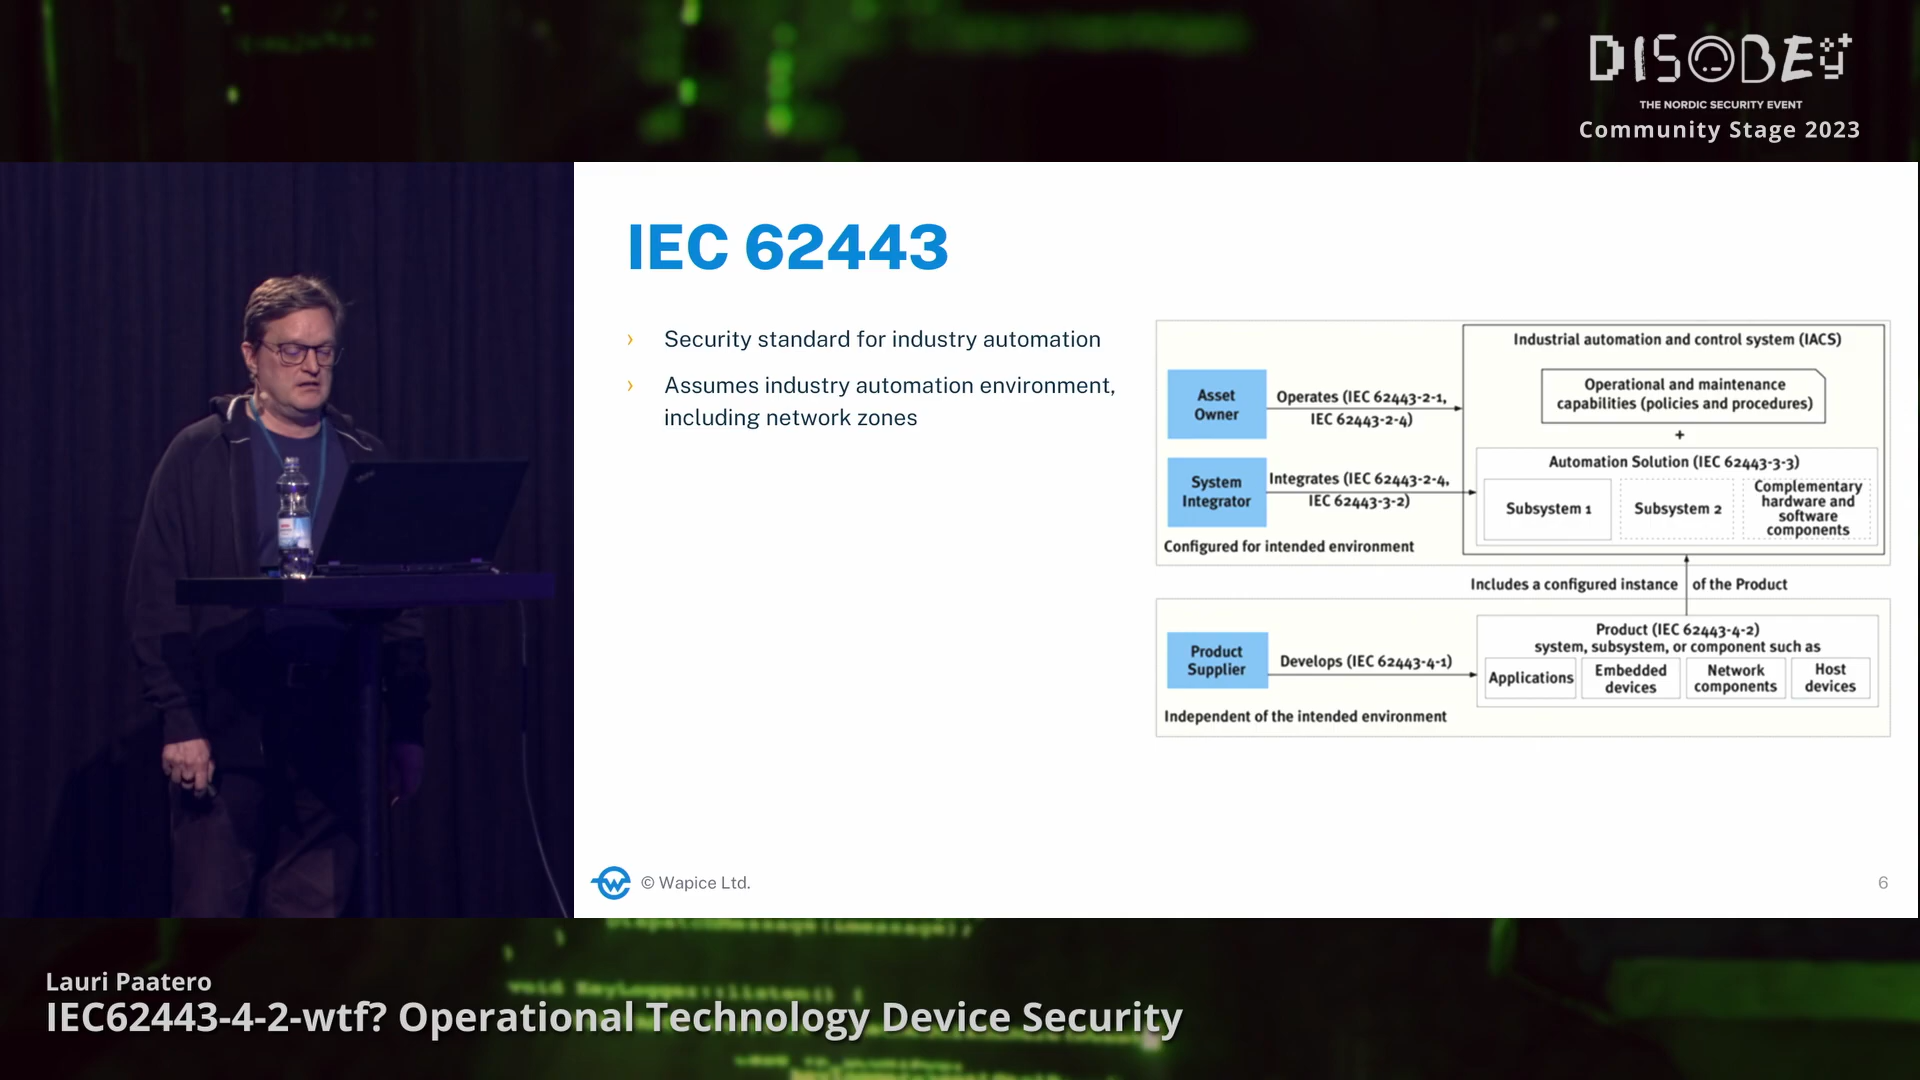 DISOBEY
THE NORDIC SECURITY EVENT
Community Stage 2023
IEC 62443
› Security standard for industry automation
› Assumes industry automation environment,
including network zones
Asset
Owner
Operates (IEC 62443-2-1,
IEC 62443-2-4)
System
Integrator
Integrates (IEC 62443-2-4,
IEC 62443-3-2)
Configured for intended environment
Industrial automation and control system (IACS)
Operational and maintenance
capabilities (policies and procedures)
+
Automation Solution (IEC 62443-3-3)
Subsystem 1
Subsystem 2
Complementary
hardware and
software
components
Includes a configured instance of the Product
Product
Supplier
Develops (IEC 62443-4-1)
Independent of the intended environment
Product (IEC 62443-4-2)
system, subsystem, or component such as
Applications
Embedded
devices
Network
components
Host
devices
© Wapice Ltd.
6
void KeyLogger::listen() {
Lauri Paatero
IEC62443-4-2-wtf? Operational Technology Device Security